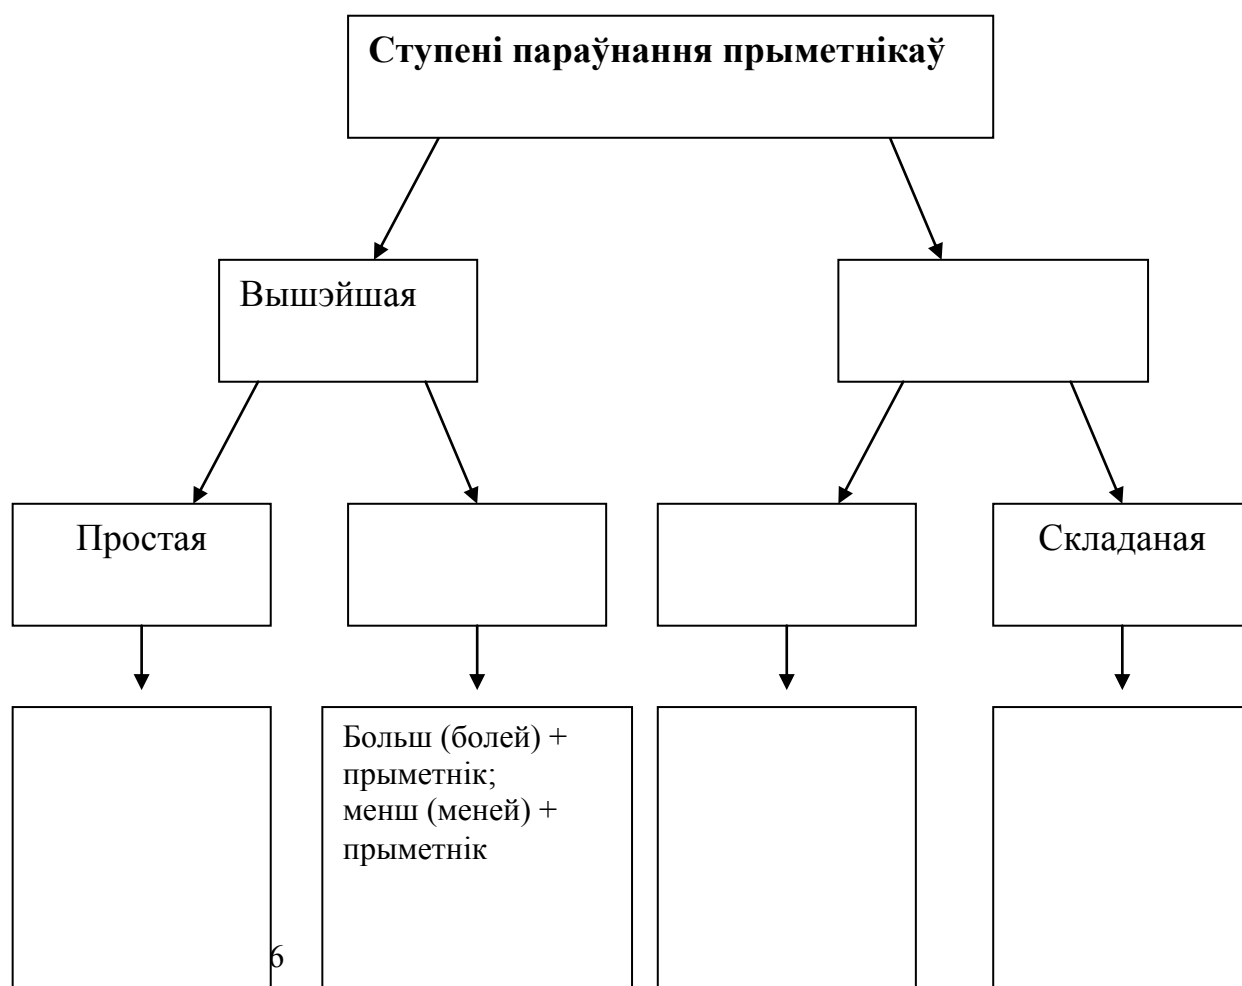 Ступені параўнання прыметнікаў
Вышэйшая
Простая
Складаная
Больш (болей) +
прыметнік;
менш (меней) +
прыметнік
6